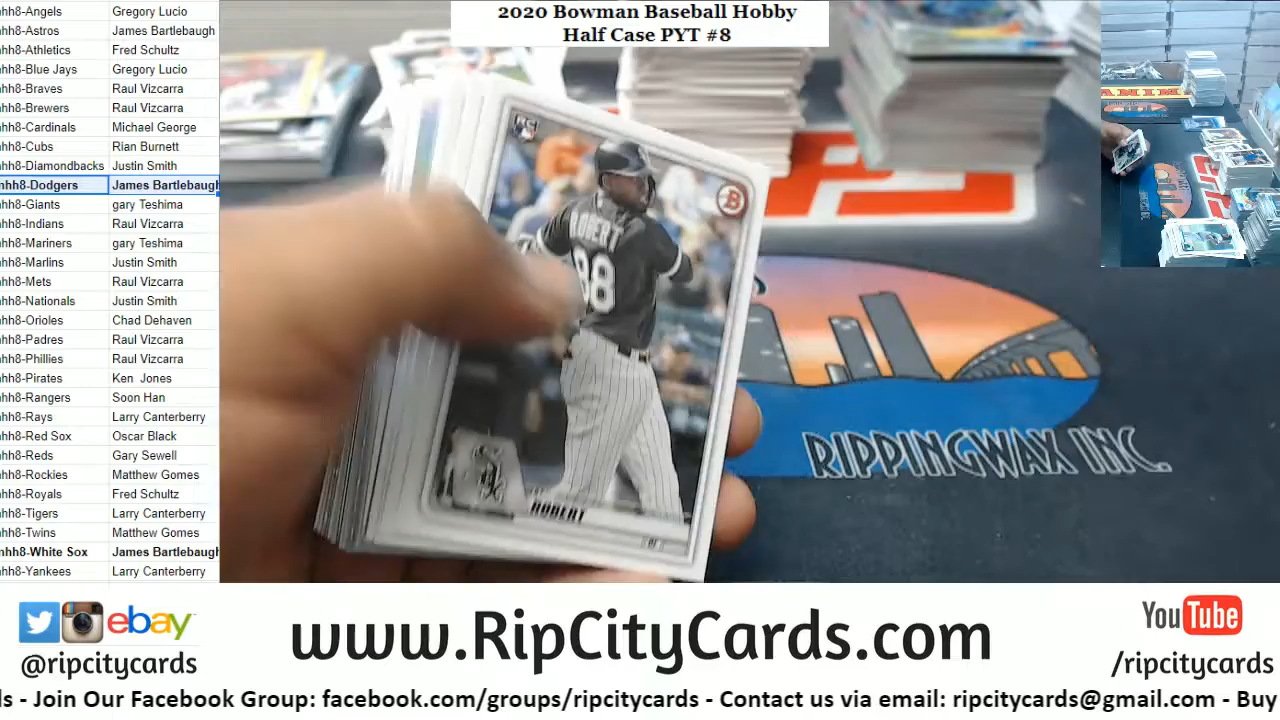 2020 Bowman Baseball Hobby
Half Case PYT #8
hh8-Angels Gregory Lucio
hh8-Astros James Bartlebaugh
hh8-Athletics Fred Schultz
hh8-Blue Jays Gregory Lucio
hh8-Braves Raul Vizcarra
hh8-Brewers Raul Vizcarra
hh8-Cardinals Michael George
hh8-Cubs Rian Burnett
hh8-Diamondbacks Justin Smith
hh8-Dodgers James Bartlebaugh
hh8-Giants gary Teshima
hh8-Indians Raul Vizcarra
hh8-Mariners gary Teshima
hh8-Marlins Justin Smith
hh8-Mets Raul Vizcarra
hh8-Nationals Justin Smith
hh8-Orioles Chad Dehaven
hh8-Padres Raul Vizcarra
hh8-Phillies Raul Vizcarra
hh8-Pirates Ken Jones
hh8-Rangers Soon Han
hh8-Rays Larry Canterberry
hh8-Red Sox Oscar Black
hh8-Reds Gary Sewell
hh8-Rockies Matthew Gomes
hh8-Royals Fred Schultz
hh8-Tigers Larry Canterberry
hh8-Twins Matthew Gomes
hh8-White Sox James Bartlebaugh
hh8-Yankees Larry Canterberry
RC
B
ROBERT
88
ROBERT
RIPPINGWAX INC.
ebay
@ripcitycards
www.RipCityCards.com
YouTube
/ripcitycards
ds - Join Our Facebook Group: facebook.com/groups/ripcitycards - Contact us via email: ripcitycards@gmail.com - Buy